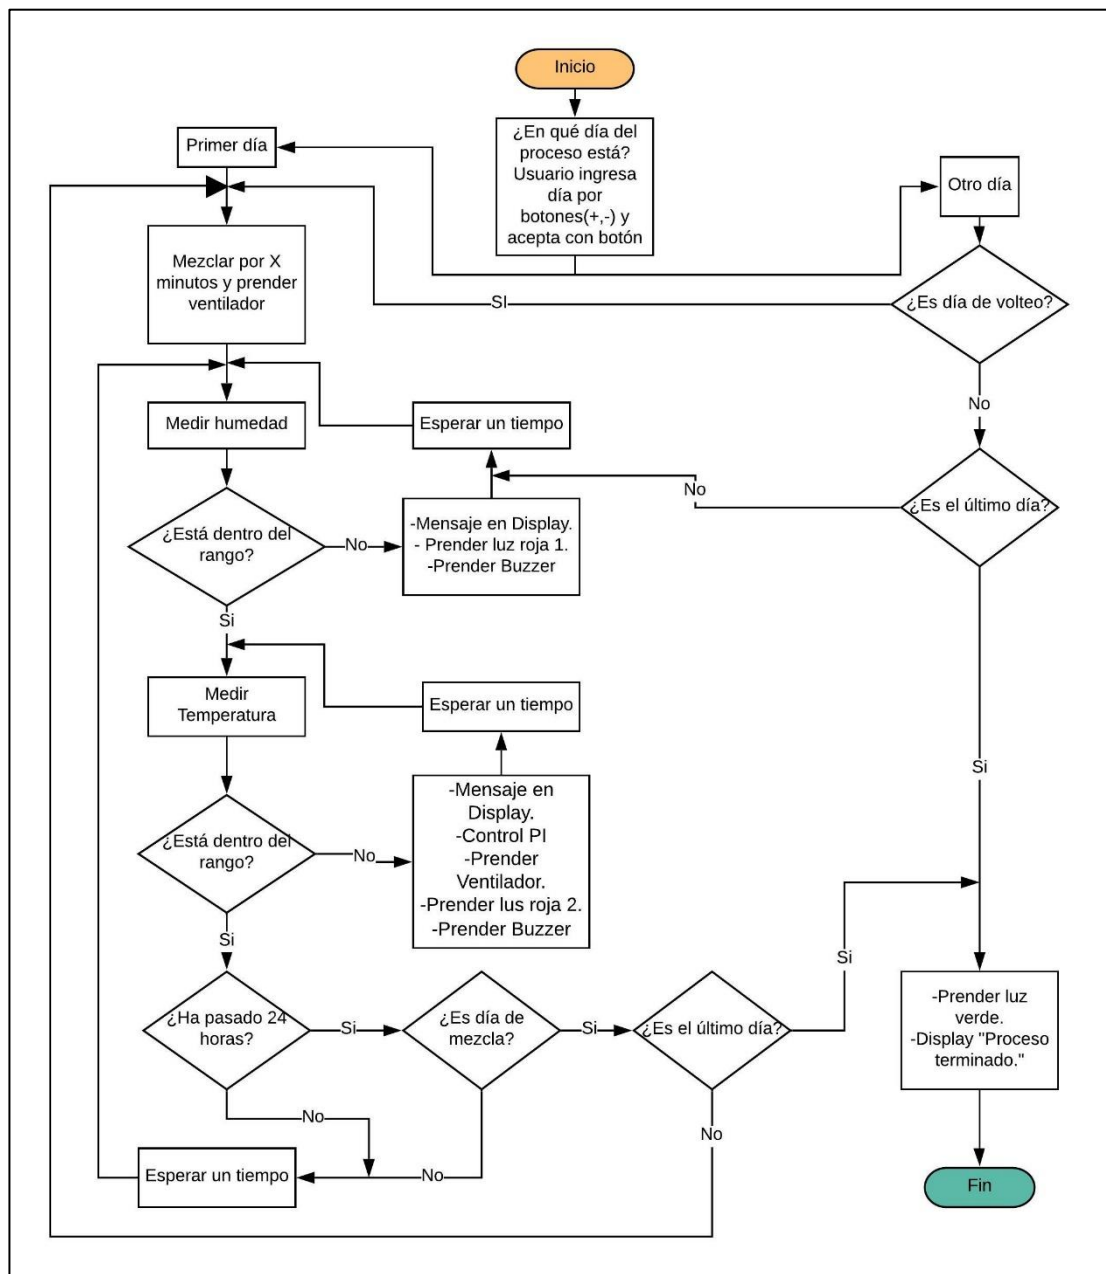 Inicio
¿En qué día del
proceso está?
Usuario ingresa
día por
botones(+,-) y
acepta con botón
Primer día
Otro día
Mezclar por X
minutos y prender
ventilador
SI
¿Es día de volteo?
No
Medir humedad
Esperar un tiempo
¿Es el último día?
No
¿Está dentro del
rango?
No
-Mensaje en Display.
- Prender luz roja 1.
-Prender Buzzer
Si
Medir
Temperatura
Esperar un tiempo
Si
¿Está dentro del
rango?
No
-Mensaje en
Display.
-Control PI
-Prender
Ventilador.
-Prender lus roja 2.
-Prender Buzzer
Si
¿Ha pasado 24
horas?
Si
¿Es día de
mezcla?
Si
¿Es el último día?
Si
-Prender luz
verde.
-Display "Proceso
terminado."
No
No
No
Esperar un tiempo
Fin